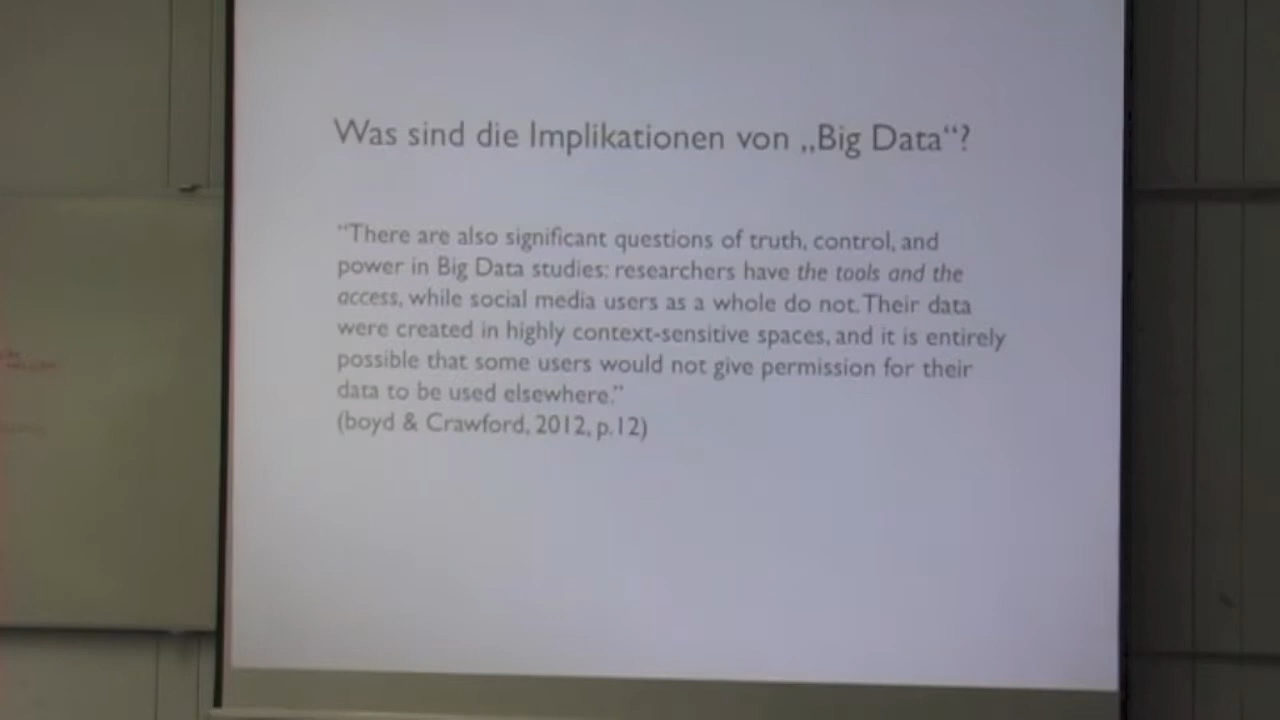 Was sind die Implikationen von „Big Data“?
“There are also significant questions of truth, control, and
power in Big Data studies: researchers have the tools and the
access, while social media users as a whole do not. Their data
were created in highly context-sensitive spaces, and it is entirely
possible that some users would not give permission for their
data to be used elsewhere.”
(boyd & Crawford, 2012, p.12)